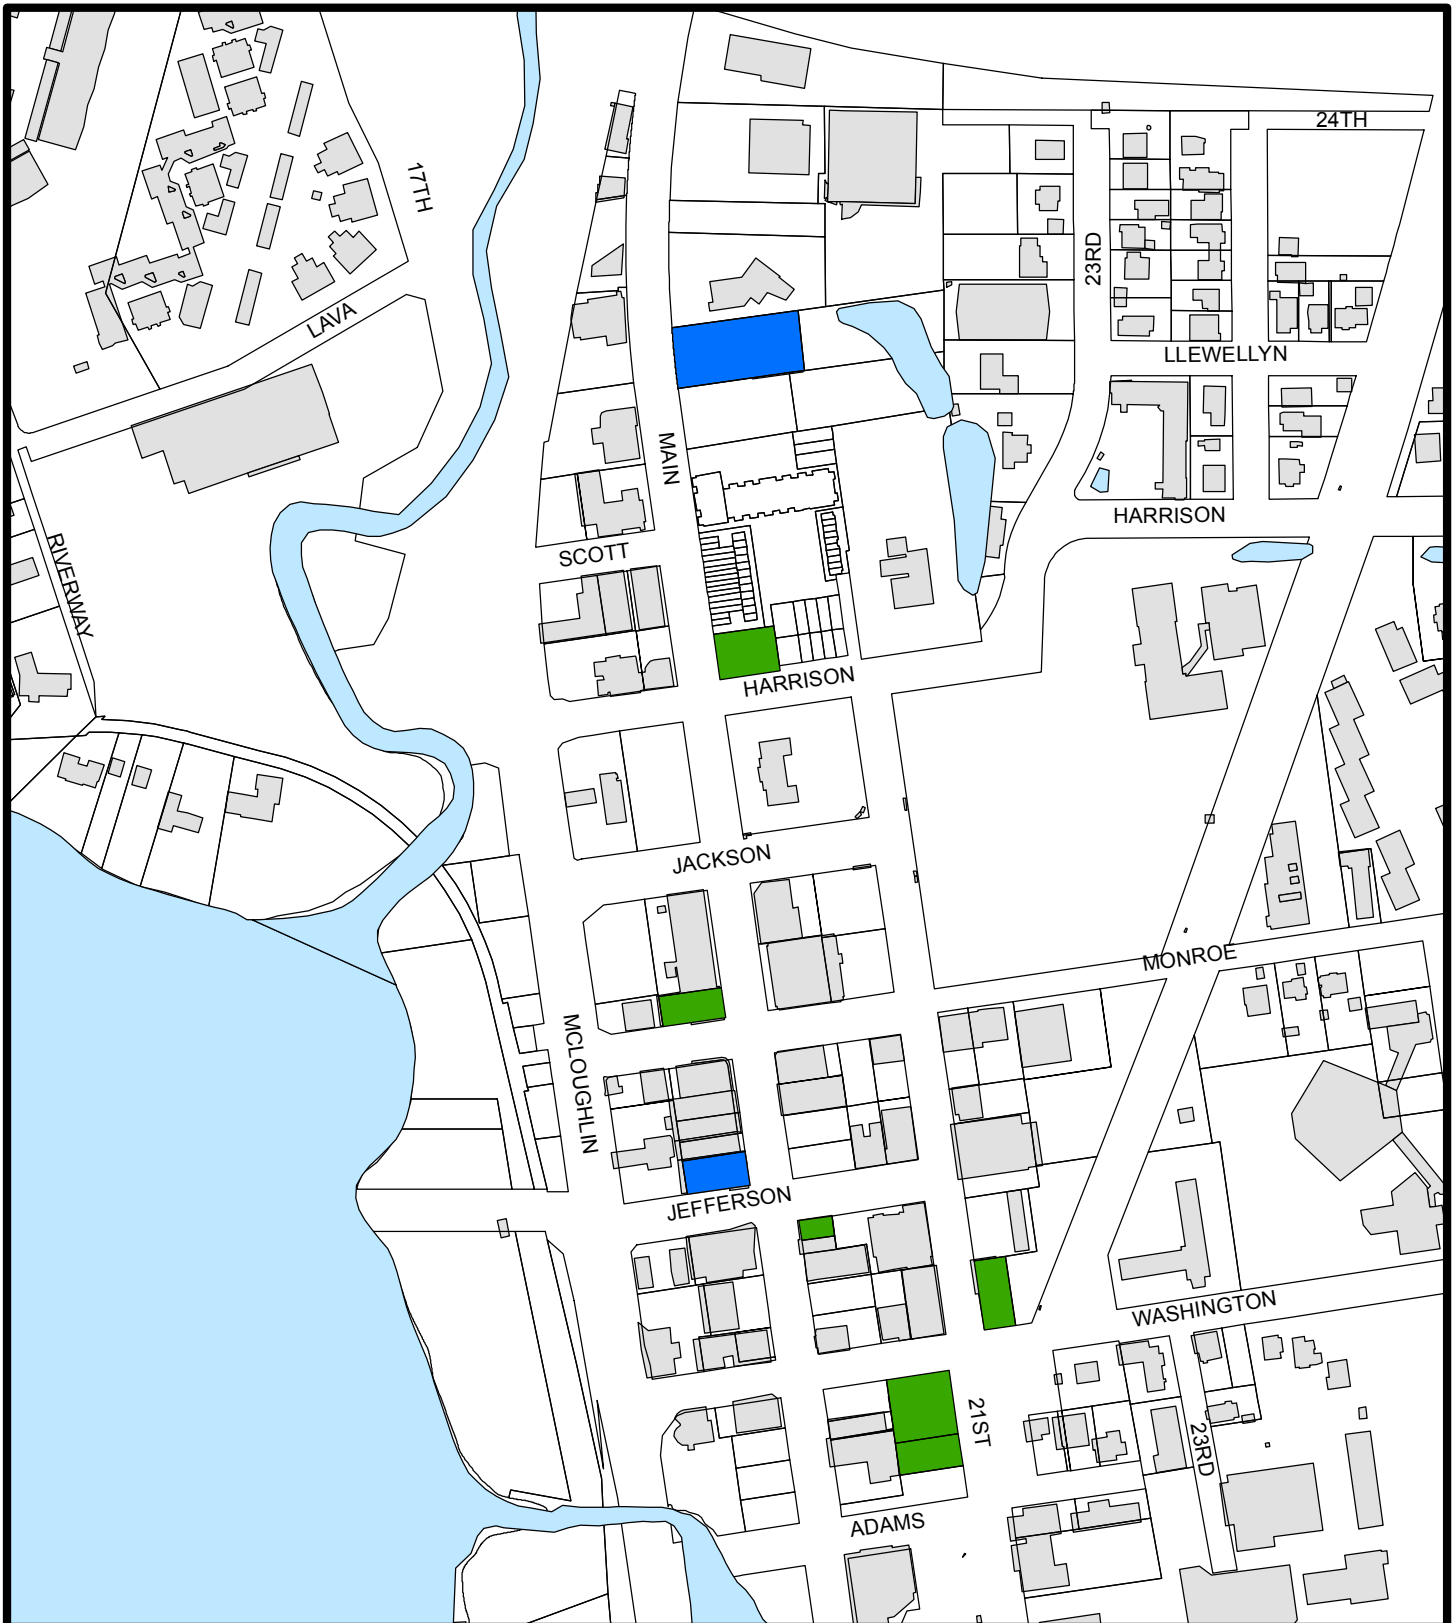 24TH
17TH
23RD
LAVA
LLEWELLYN
MAIN
HARRISON
SCOTT
RIVERWAY
HARRISON
JACKSON
MONROE
MCLOUGHLIN
JEFFERSON
WASHINGTON
21ST
23RD
ADAMS